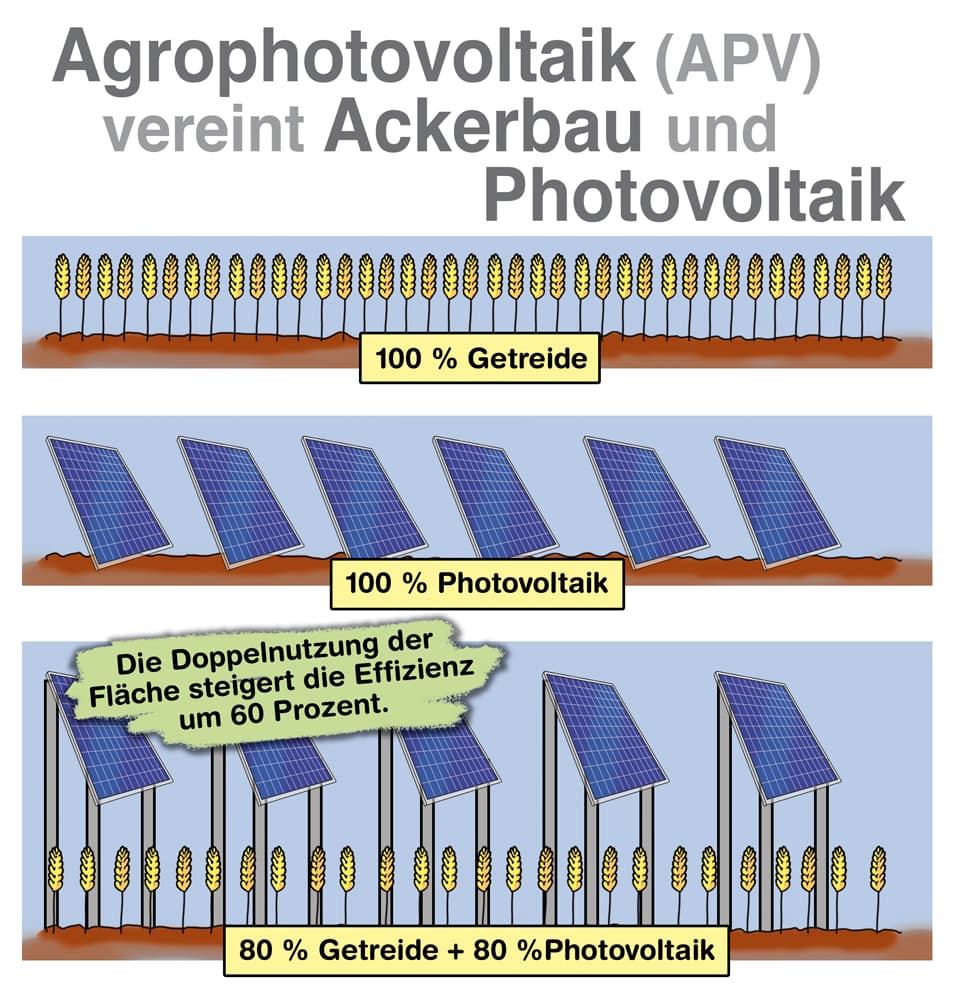 Agrophotovoltaik (APV)
vereint Ackerbau und
Photovoltaik
100 % Getreide
100 % Photovoltaik
Die Doppelnutzung der
Fläche steigert die Effizienz
um 60 Prozent.
80 % Getreide + 80 %Photovoltaik